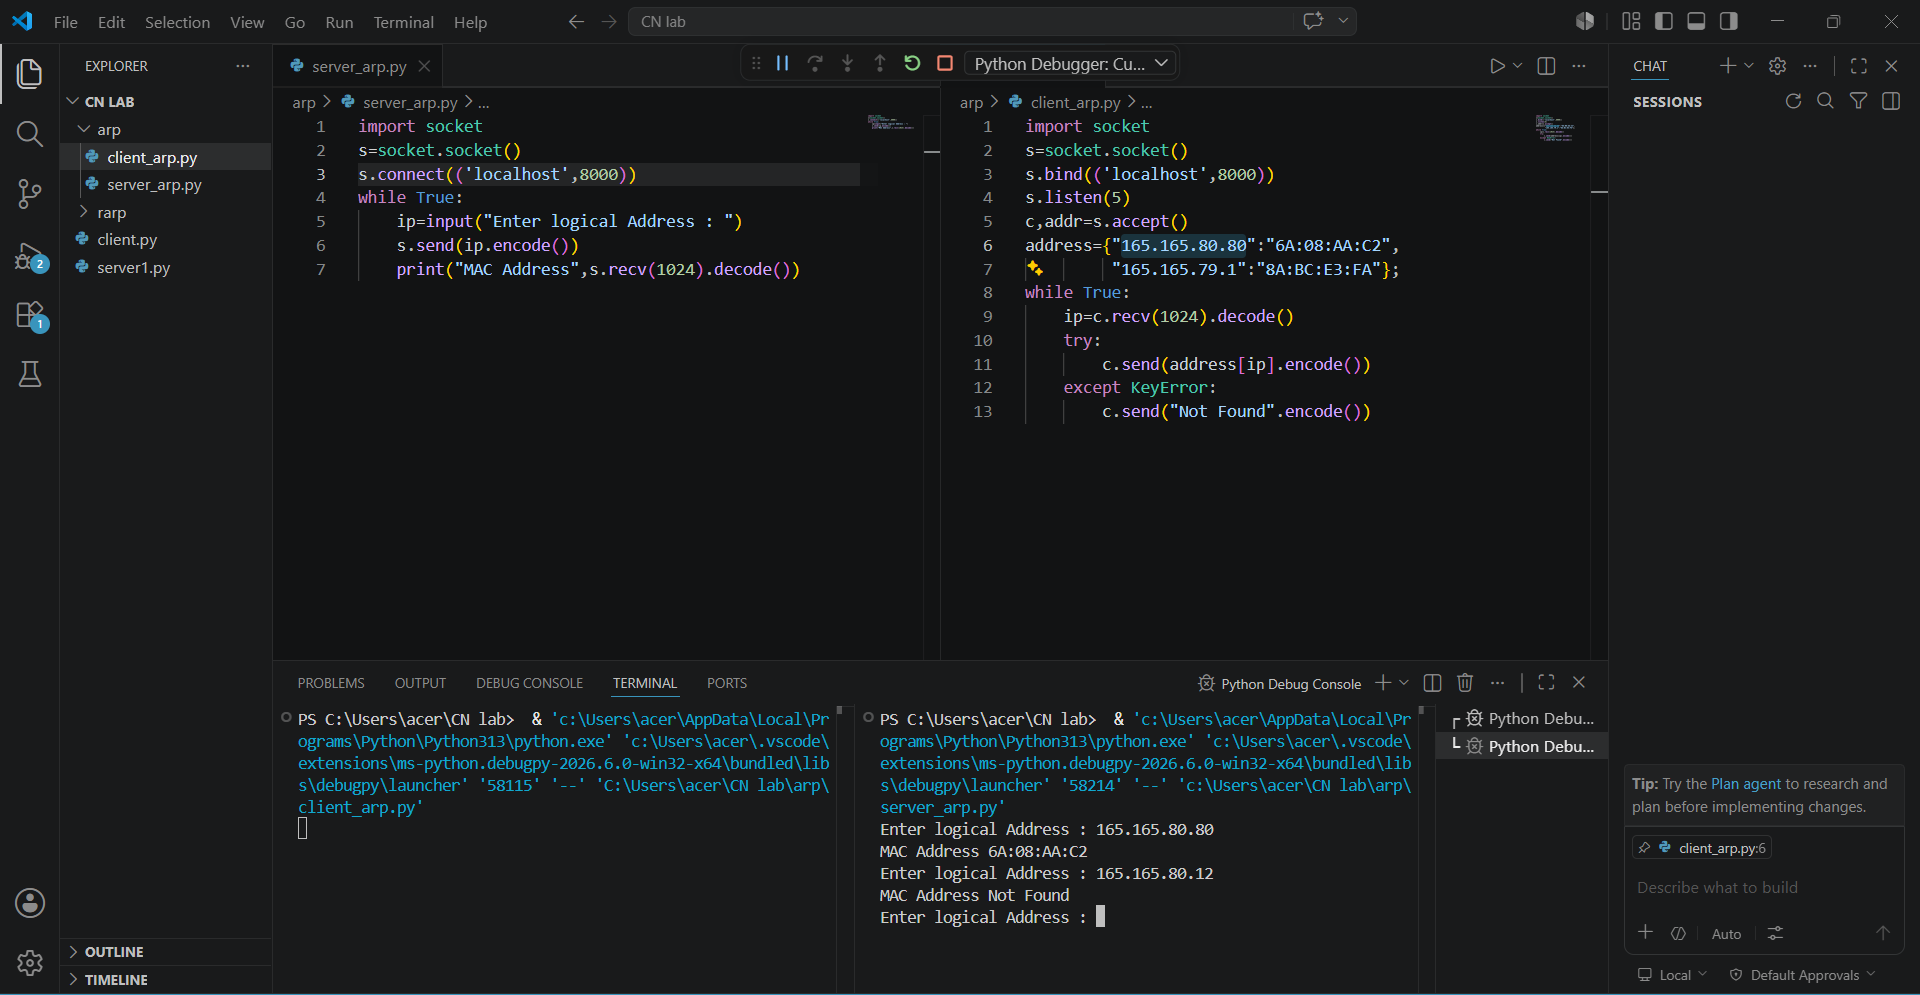 File Edit Selection View Go Run Terminal Help
CN lab
EXPLORER
CN LAB
arp
client_arp.py
server_arp.py
rarp
client.py
server1.py
2
1
OUTLINE
TIMELINE
server_arp.py
Python Debugger: Cu...
arp > server_arp.py > ...
1 import socket
2 s=socket.socket()
3 s.connect(('localhost',8000))
4 while True:
5     ip=input("Enter logical Address : ")
6     s.send(ip.encode())
7     print("MAC Address",s.recv(1024).decode())
arp > client_arp.py > ...
1 import socket
2 s=socket.socket()
3 s.bind(('localhost',8000))
4 s.listen(5)
5 c,addr=s.accept()
6 address={"165.165.80.80":"6A:08:AA:C2",
7          "165.165.79.1":"8A:BC:E3:FA"};
8 while True:
9     ip=c.recv(1024).decode()
10     try:
11         c.send(address[ip].encode())
12     except KeyError:
13         c.send("Not Found".encode())
PROBLEMS OUTPUT DEBUG CONSOLE TERMINAL PORTS
Python Debug Console
PS C:\Users\acer\CN lab>  & 'c:\Users\acer\AppData\Local\Pr
ograms\Python\Python313\python.exe' 'c:\Users\acer\.vscode\
extensions\ms-python.debugpy-2026.6.0-win32-x64\bundled\lib
s\debugpy\launcher' '58115' '--' 'C:\Users\acer\CN lab\arp\
client_arp.py'
PS C:\Users\acer\CN lab>  & 'c:\Users\acer\AppData\Local\Pr
ograms\Python\Python313\python.exe' 'c:\Users\acer\.vscode\
extensions\ms-python.debugpy-2026.6.0-win32-x64\bundled\lib
s\debugpy\launcher' '58214' '--' 'c:\Users\acer\CN lab\arp\
server_arp.py'
Enter logical Address : 165.165.80.80
MAC Address 6A:08:AA:C2
Enter logical Address : 165.165.80.12
MAC Address Not Found
Enter logical Address :
Python Debu...
Python Debu...
CHAT
SESSIONS
Tip: Try the Plan agent to research and
plan before implementing changes.
client_arp.py:6
Describe what to build
Auto
Local
Default Approvals